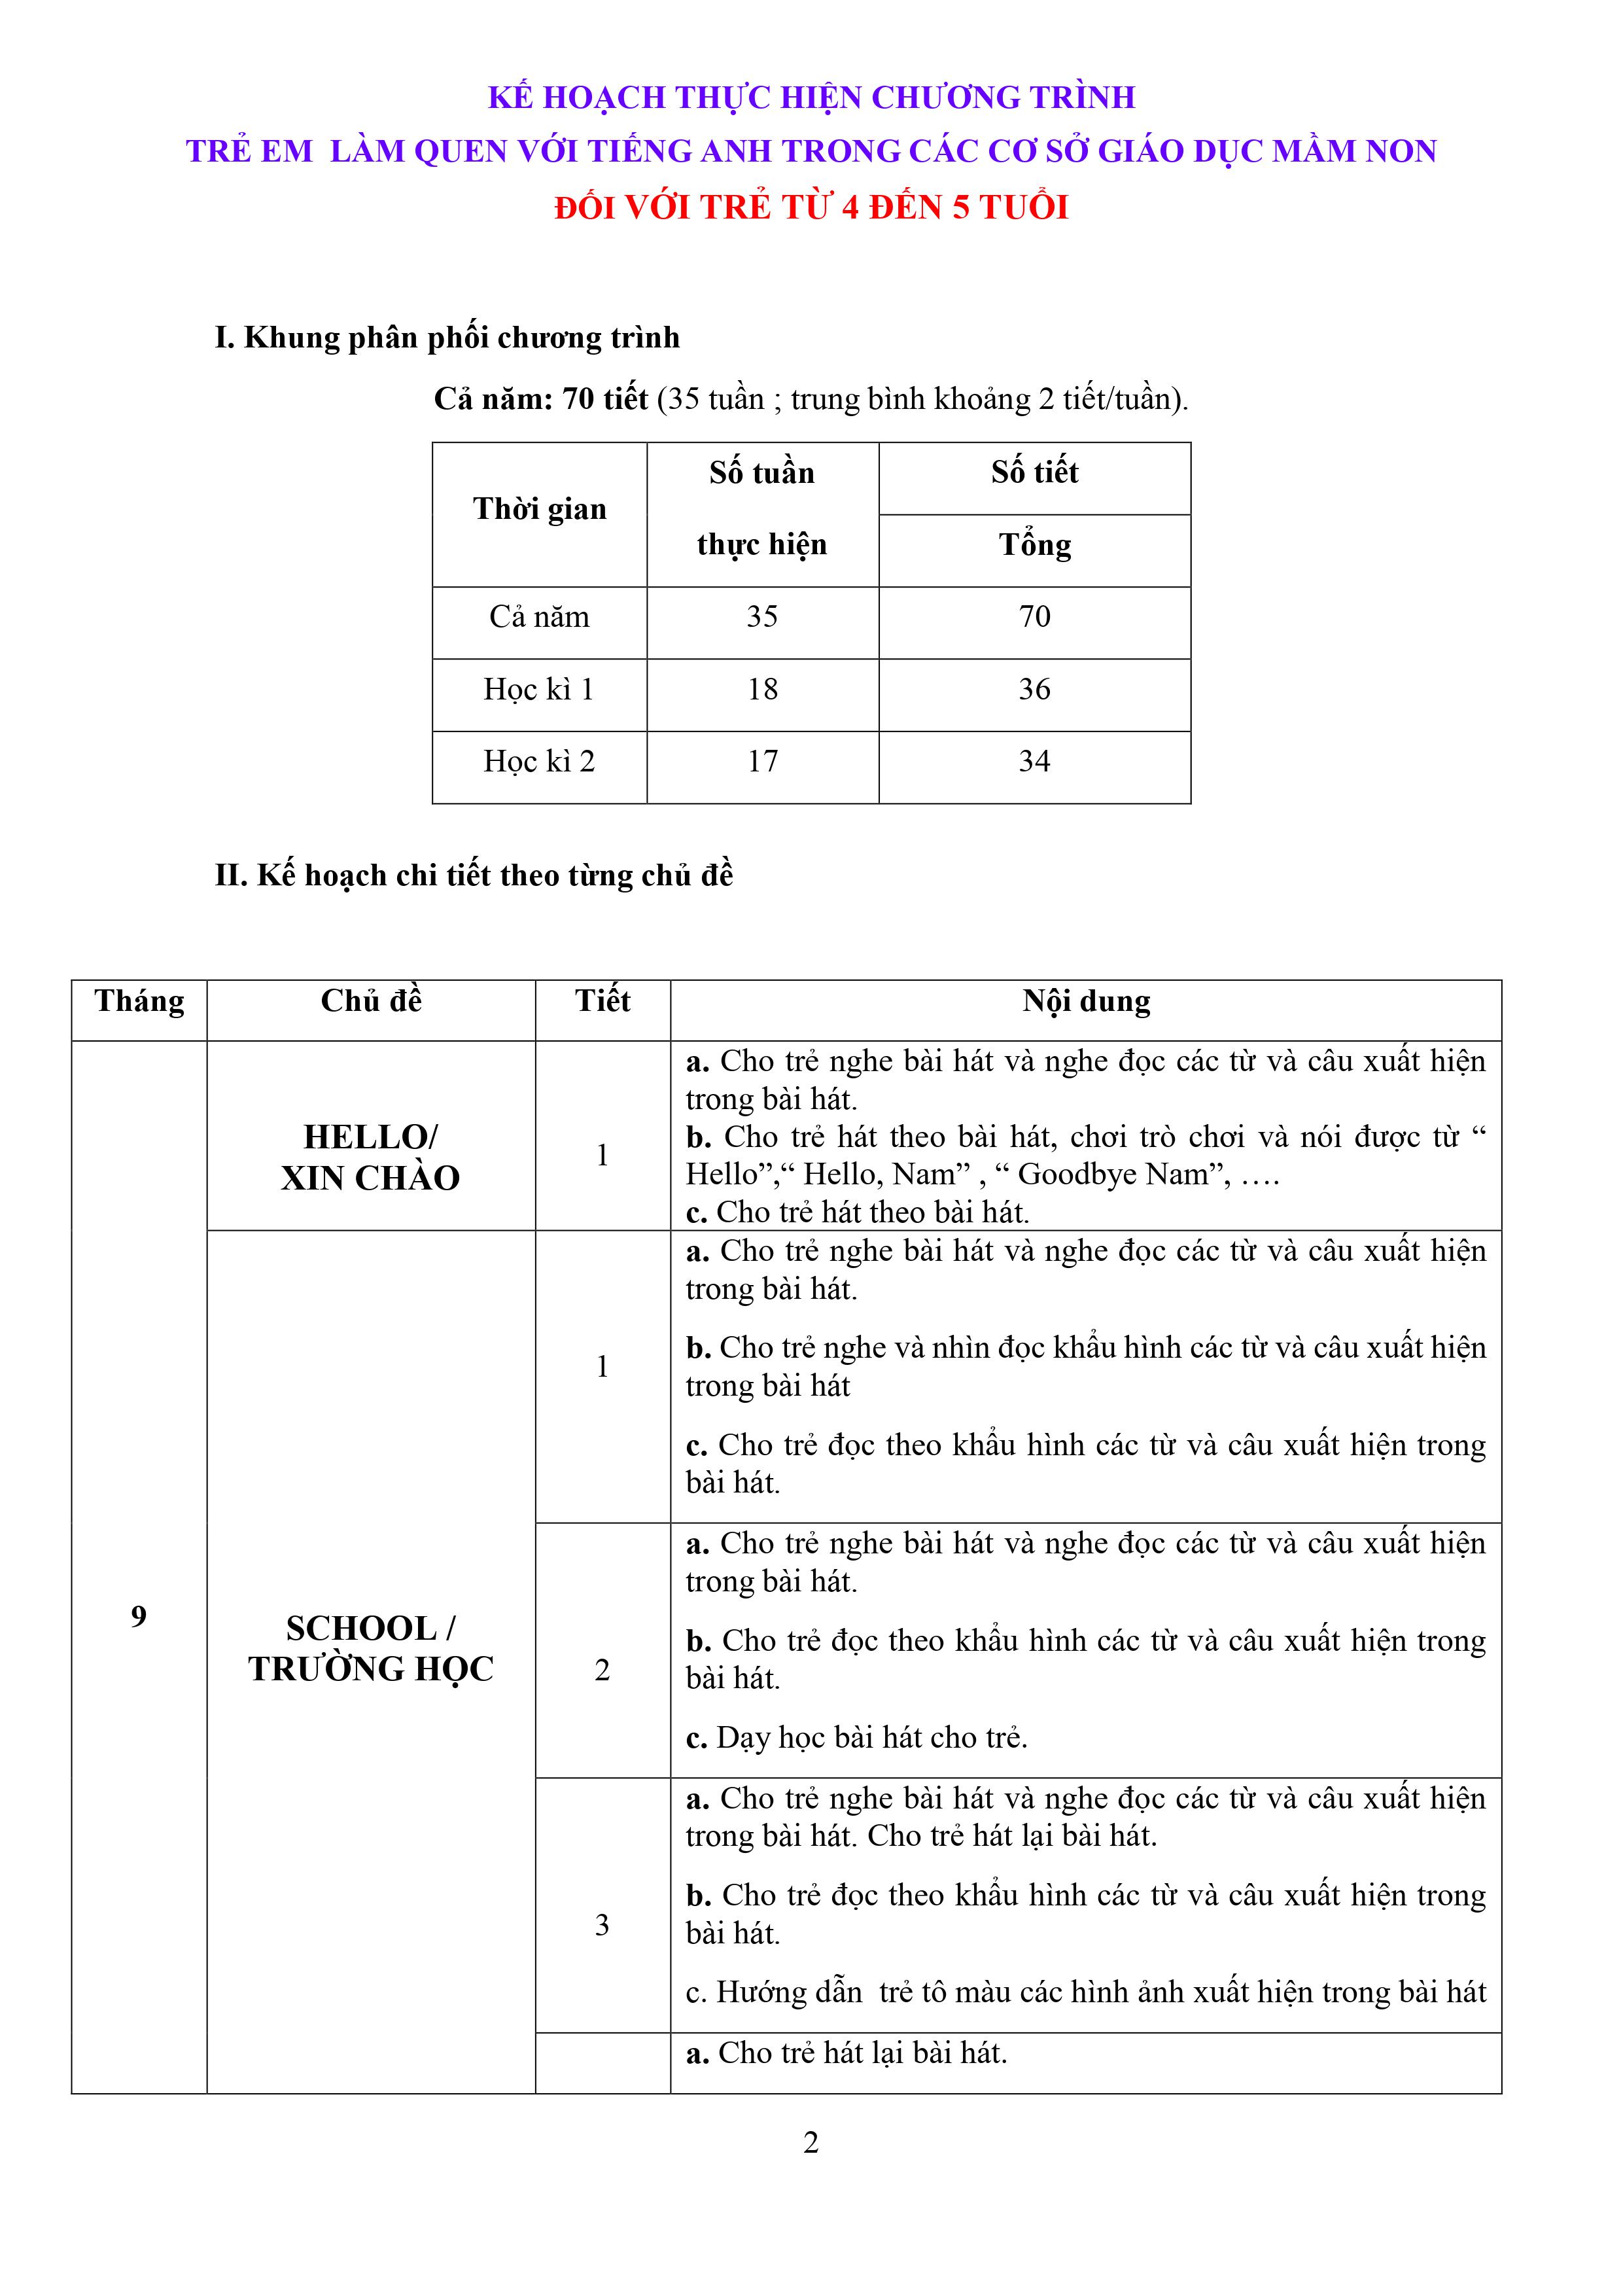 KẾ HOẠCH THỰC HIỆN CHƯƠNG TRÌNH
TRẺ EM  LÀM QUEN VỚI TIẾNG ANH TRONG CÁC CƠ SỞ GIÁO DỤC MẦM NON
ĐỐI VỚI TRẺ TỪ 4 ĐẾN 5 TUỔI
I. Khung phân phối chương trình
Cả năm: 70 tiết (35 tuần ; trung bình khoảng 2 tiết/tuần).
Thời gian
Số tuần
thực hiện
Số tiết
Tổng
Cả năm 35 70
Học kì 1 18 36
Học kì 2 17 34
II. Kế hoạch chi tiết theo từng chủ đề
Tháng Chủ đề Tiết Nội dung
9
HELLO/
XIN CHÀO
1
a. Cho trẻ nghe bài hát và nghe đọc các từ và câu xuất hiện
trong bài hát.
b. Cho trẻ hát theo bài hát, chơi trò chơi và nói được từ “
Hello”,“ Hello, Nam” , “ Goodbye Nam”, ….
c. Cho trẻ hát theo bài hát.
SCHOOL /
TRƯỜNG HỌC
1
a. Cho trẻ nghe bài hát và nghe đọc các từ và câu xuất hiện
trong bài hát.
b. Cho trẻ nghe và nhìn đọc khẩu hình các từ và câu xuất hiện
trong bài hát
c. Cho trẻ đọc theo khẩu hình các từ và câu xuất hiện trong
bài hát.
2
a. Cho trẻ nghe bài hát và nghe đọc các từ và câu xuất hiện
trong bài hát.
b. Cho trẻ đọc theo khẩu hình các từ và câu xuất hiện trong
bài hát.
c. Dạy học bài hát cho trẻ.
3
a. Cho trẻ nghe bài hát và nghe đọc các từ và câu xuất hiện
trong bài hát. Cho trẻ hát lại bài hát.
b. Cho trẻ đọc theo khẩu hình các từ và câu xuất hiện trong
bài hát.
c. Hướng dẫn  trẻ tô màu các hình ảnh xuất hiện trong bài hát
a. Cho trẻ hát lại bài hát.
2